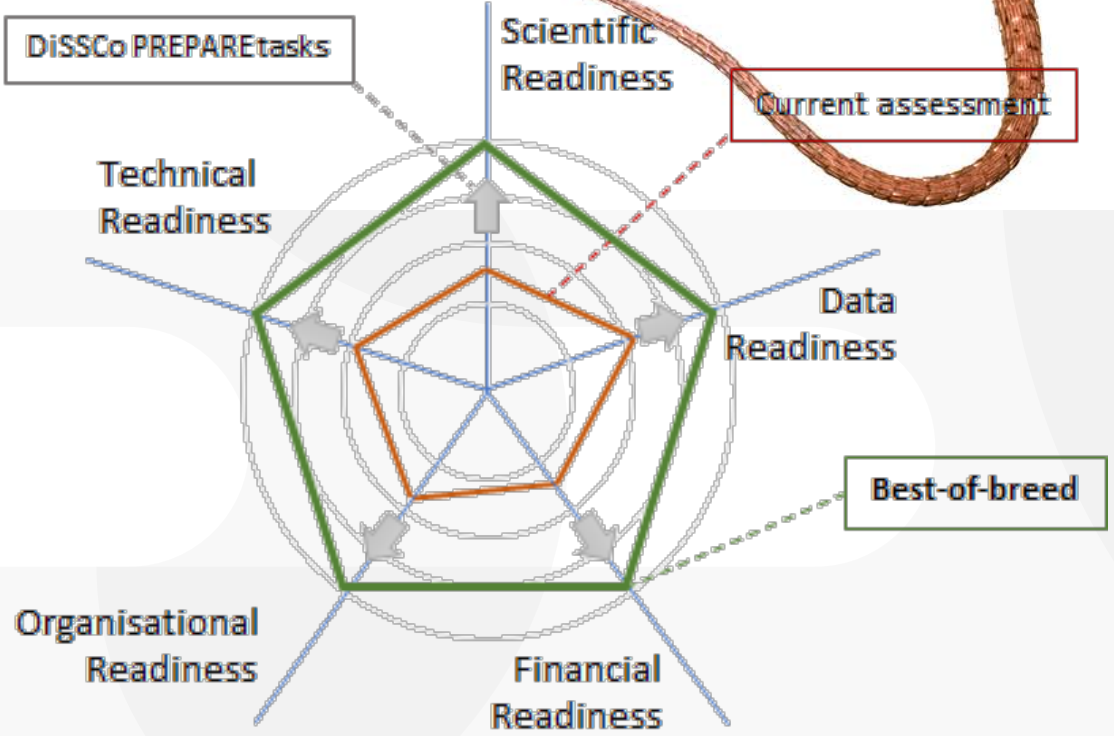 DiSSCo PREPAREtasks
Scientific
Readiness
Current assessment
Technical
Readiness
Data
Readiness
Best-of-breed
Organisational
Readiness
Financial
Readiness